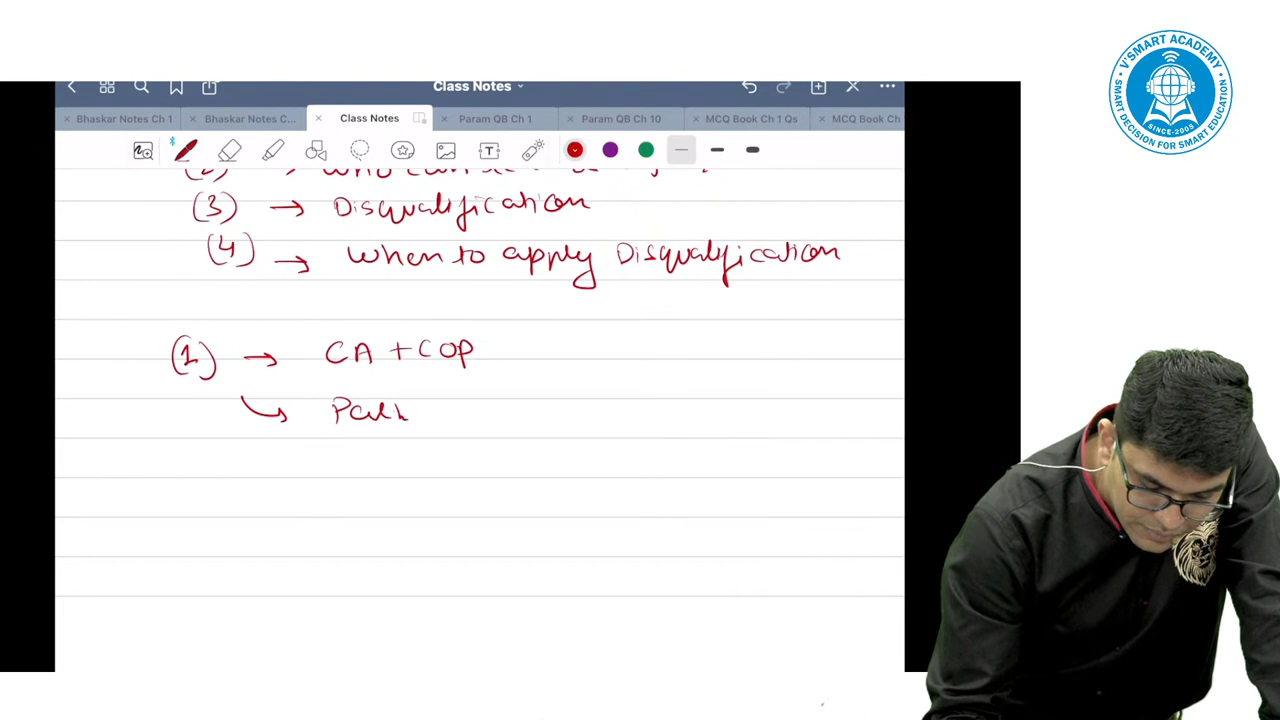 V'SMART ACADEMY
SMART DECISION FOR SMART EDUCATION
SINCE-2005
Class Notes
Bhaskar Notes Ch 1
Bhaskar Notes C...
Class Notes
Param QB Ch 1
Param QB Ch 10
MCQ Book Ch 1 Qs
MCQ Book Ch
T
(3) → Disqualification
(4) → When to apply Disqualification
(1) → CA + COP